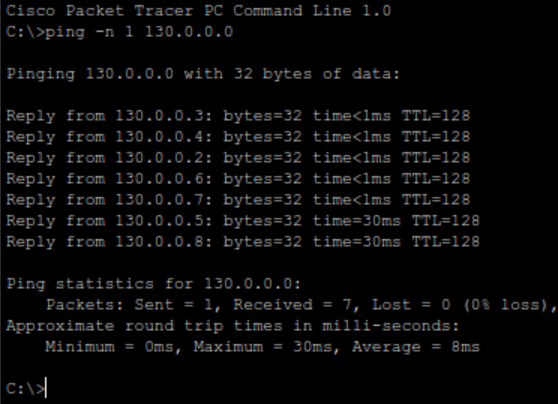 Cisco Packet Tracer PC Command Line 1.0
C:\>ping -n 1 130.0.0.0
Pinging 130.0.0.0 with 32 bytes of data:
Reply from 130.0.0.3: bytes=32 time<1ms TTL=128
Reply from 130.0.0.4: bytes=32 time<1ms TTL=128
Reply from 130.0.0.2: bytes=32 time<1ms TTL=128
Reply from 130.0.0.6: bytes=32 time<1ms TTL=128
Reply from 130.0.0.7: bytes=32 time<1ms TTL=128
Reply from 130.0.0.5: bytes=32 time=30ms TTL=128
Reply from 130.0.0.8: bytes=32 time=30ms TTL=128
Ping statistics for 130.0.0.0:
    Packets: Sent = 1, Received = 7, Lost = 0 (0% loss),
Approximate round trip times in milli-seconds:
    Minimum = 0ms, Maximum = 30ms, Average = 8ms
C:\>